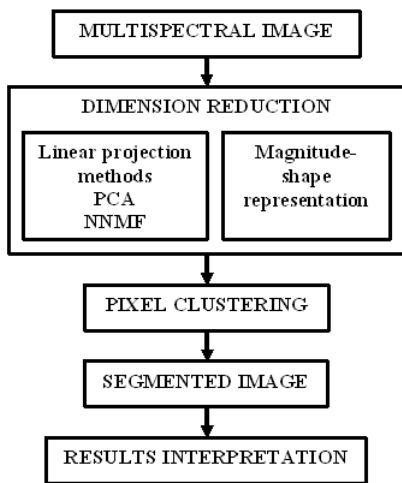 MULTISPECTRAL IMAGE
DIMENSION REDUCTION
Linear projection
methods
PCA
NNMF
Magnitude-
shape
representation
PIXEL CLUSTERING
SEGMENTED IMAGE
RESULTS INTERPRETATION